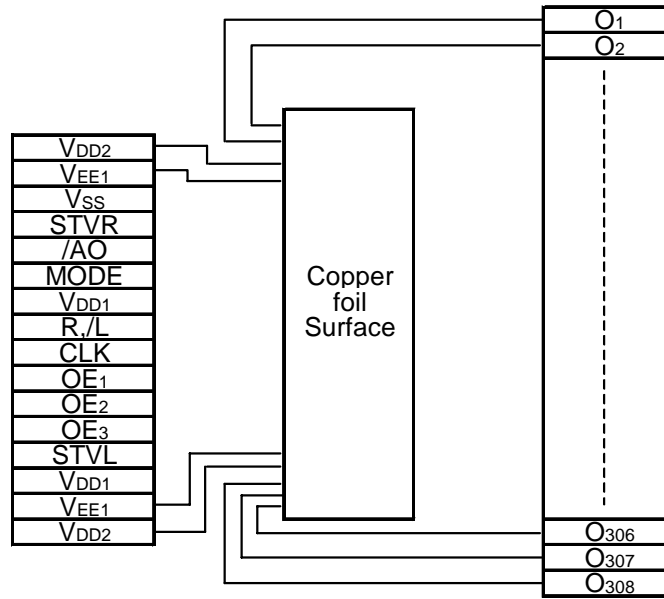 O1
O2
VDD2
VEE1
VSS
STVR
/AO
MODE
VDD1
R,/L
CLK
OE1
OE2
OE3
STVL
VDD1
VEE1
VDD2
Copper
foil
Surface
O306
O307
O308